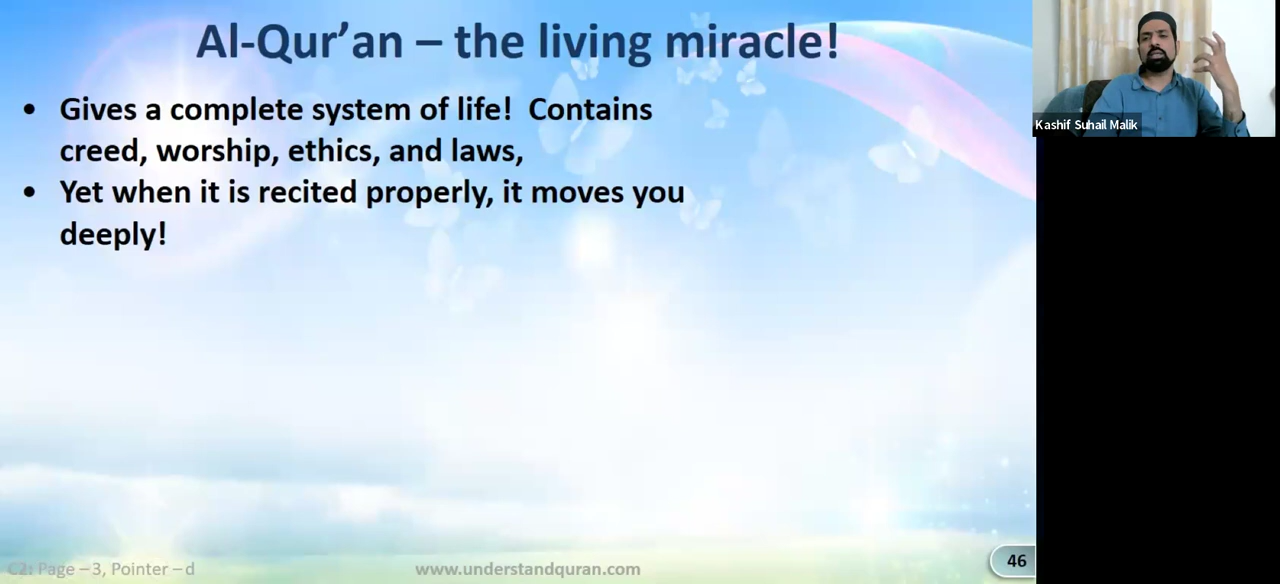 Al-Qur’an – the living miracle!
• Gives a complete system of life!  Contains
creed, worship, ethics, and laws,
• Yet when it is recited properly, it moves you
deeply!
Kashif Suhail Malik
C2: Page – 3, Pointer – d
www.understandquran.com
46